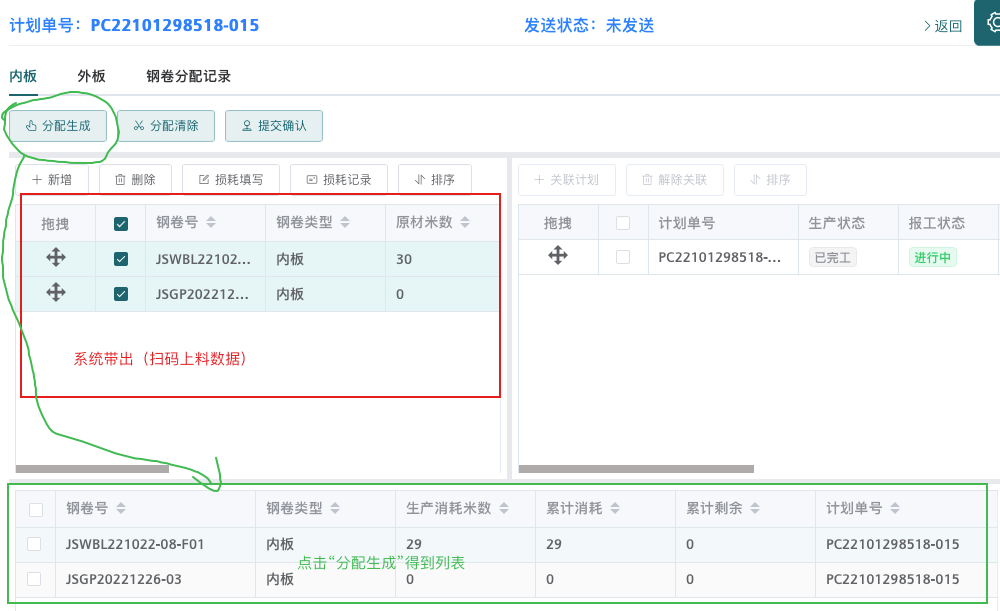 计划单号：PC22101298518-015 发送状态：未发送 返回
内板 外板 钢卷分配记录
分配生成 分配清除 提交确认
新增 删除 损耗填写 损耗记录 排序 关联计划 解除关联 排序
拖拽 钢卷号 钢卷类型 原材米数 拖拽 计划单号 生产状态 报工状态
JSWBL22102... 内板 30 PC22101298518-... 已完工 进行中
JSGP202212... 内板 0
系统带出（扫码上料数据）
钢卷号 钢卷类型 生产消耗米数 累计消耗 累计剩余 计划单号
JSWBL221022-08-F01 内板 29 29 0 PC22101298518-015
点击“分配生成”得到列表
JSGP20221226-03 内板 0 0 0 PC22101298518-015